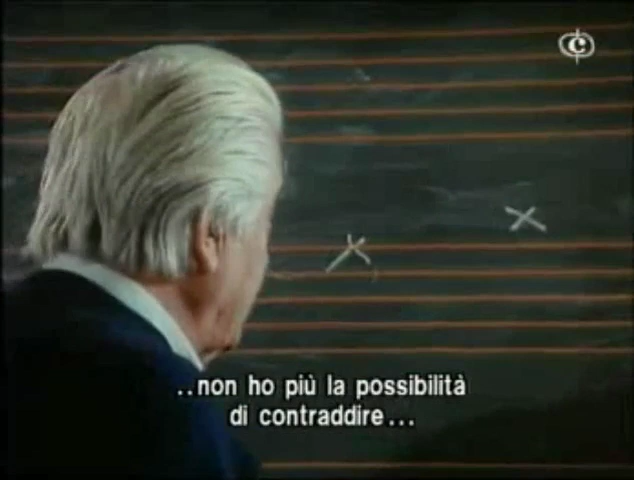 ..non ho più la possibilità
di contraddire...